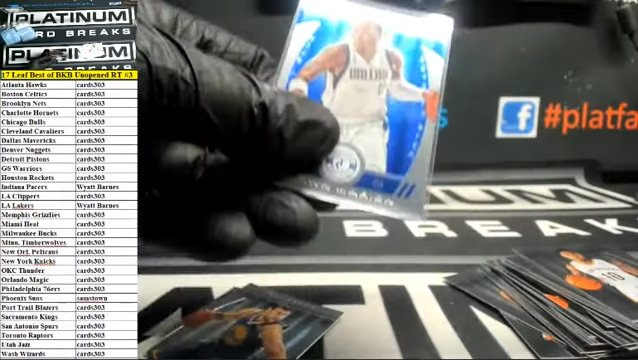 PLATINUM
RD BREAKS
PLATINUM
17 Leaf Best of BKB Unopened RT #3
Atlanta Hawks cards303
Boston Celtics cards303
Brooklyn Nets cards303
Charlotte Hornets cards303
Chicago Bulls cards303
Cleveland Cavaliers cards303
Dallas Mavericks cards303
Denver Nuggets cards303
Detroit Pistons cards303
GS Warriors cards303
Houston Rockets cards303
Indiana Pacers Wyatt Barnes
LA Clippers cards303
LA Lakers Wyatt Barnes
Memphis Grizzlies cards303
Miami Heat cards303
Milwaukee Bucks cards303
Minn. Timberwolves cards303
New Orl. Pelicans cards303
New York Knicks cards303
OKC Thunder cards303
Orlando Magic cards303
Philadelphia 76ers cards303
Phoenix Suns samstown
Port Trail Blazers cards303
Sacramento Kings cards303
San Antonio Spurs cards303
Toronto Raptors cards303
Utah Jazz cards303
Wash Wizards cards303
DALLAS
f #platfa
BREAK